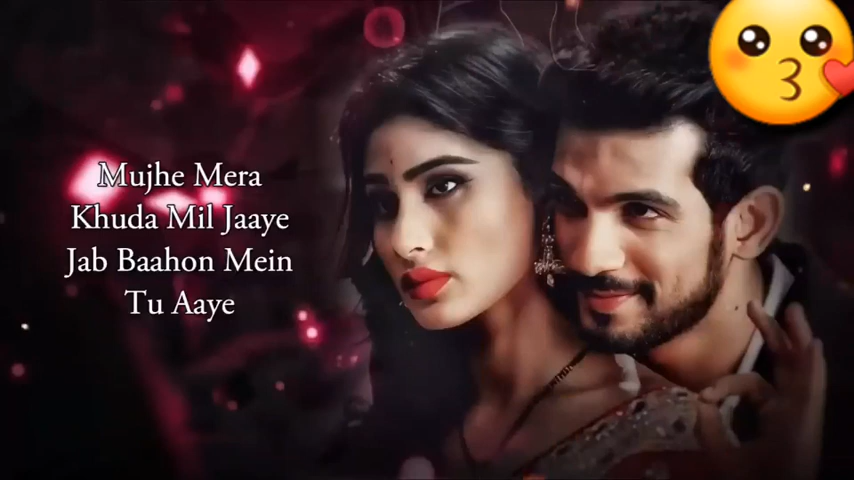 Mujhe Mera
Khuda Mil Jaaye
Jab Baahon Mein
Tu Aaye